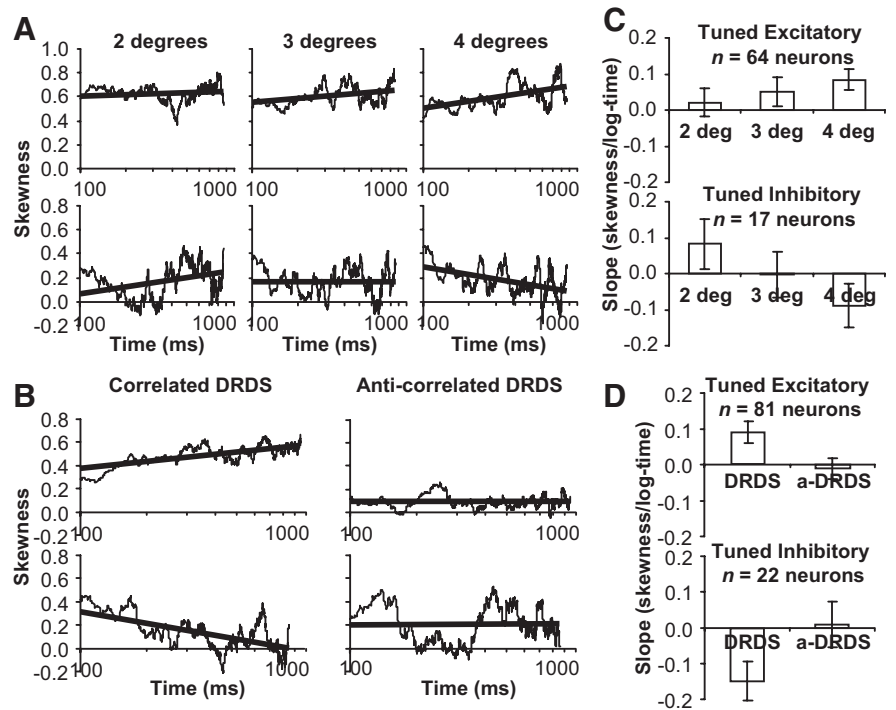 A
2 degrees
3 degrees
4 degrees
1.0
0.8
0.6
0.4
0.2
0.0
100
1000
100
1000
100
1000
Skewness
0.8
0.6
0.4
0.2
0.0
-0.2
100
1000
100
1000
100
1000
Time (ms)
Time (ms)
Time (ms)
B
Correlated DRDS
Anti-correlated DRDS
0.8
0.6
0.4
0.2
0.0
-0.2
100
1000
100
1000
Skewness
0.8
0.6
0.4
0.2
0.0
-0.2
100
1000
100
1000
Time (ms)
Time (ms)
C
Tuned Excitatory
n = 64 neurons
0.2
0.1
0.0
-0.1
-0.2
2 deg
3 deg
4 deg
Slope (skewness/log-time)
Tuned Inhibitory
n = 17 neurons
0.2
0.1
0.0
-0.1
-0.2
2 deg
3 deg
4 deg
D
Tuned Excitatory
n = 81 neurons
0.2
0.1
0.0
-0.1
-0.2
DRDS
a-DRDS
Slope (skewness/log-time)
Tuned Inhibitory
n = 22 neurons
0.2
0.1
0.0
-0.1
-0.2
DRDS
a-DRDS